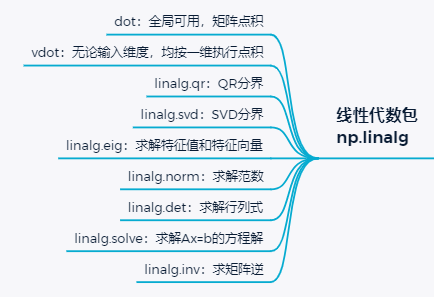 dot：全局可用，矩阵点积
vdot：无论输入维度，均按一维执行点积
linalg.qr：QR分界
linalg.svd：SVD分界
linalg.eig：求解特征值和特征向量
linalg.norm：求解范数
linalg.det：求解行列式
linalg.solve：求解Ax=b的方程解
linalg.inv：求矩阵逆
线性代数包
np.linalg